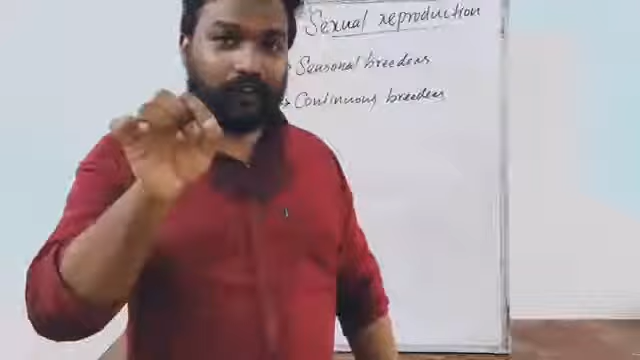 Sexual reproduction
Seasonal breeders
Continuous breeders